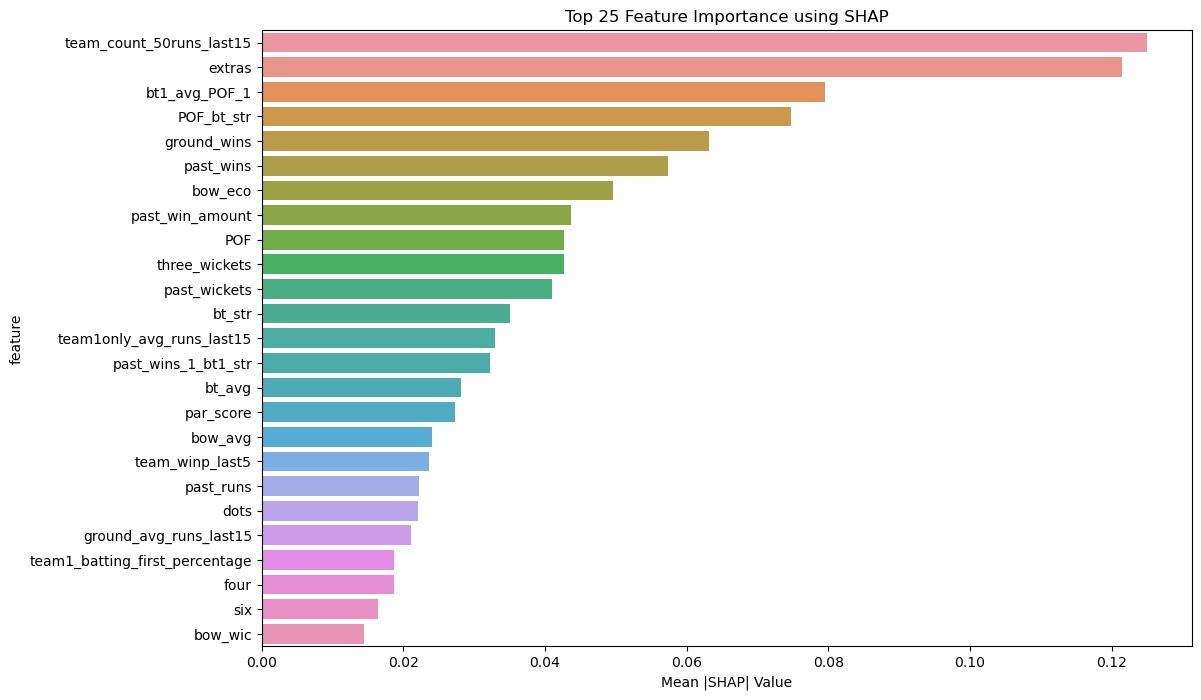 Top 25 Feature Importance using SHAP
team_count_50runs_last15
extras
bt1_avg_POF_1
POF_bt_str
ground_wins
past_wins
bow_eco
past_win_amount
POF
three_wickets
past_wickets
bt_str
team1only_avg_runs_last15
past_wins_1_bt1_str
bt_avg
par_score
bow_avg
team_winp_last5
past_runs
dots
ground_avg_runs_last15
team1_batting_first_percentage
four
six
bow_wic
feature
0.00 0.02 0.04 0.06 0.08 0.10 0.12
Mean |SHAP| Value